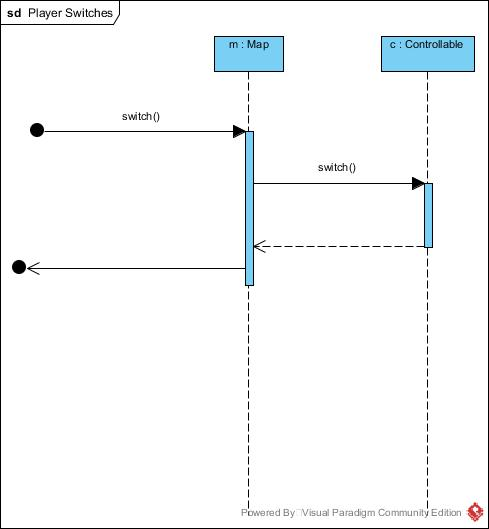 sd Player Switches
m : Map
c : Controllable
switch()
switch()
Powered By Visual Paradigm Community Edition